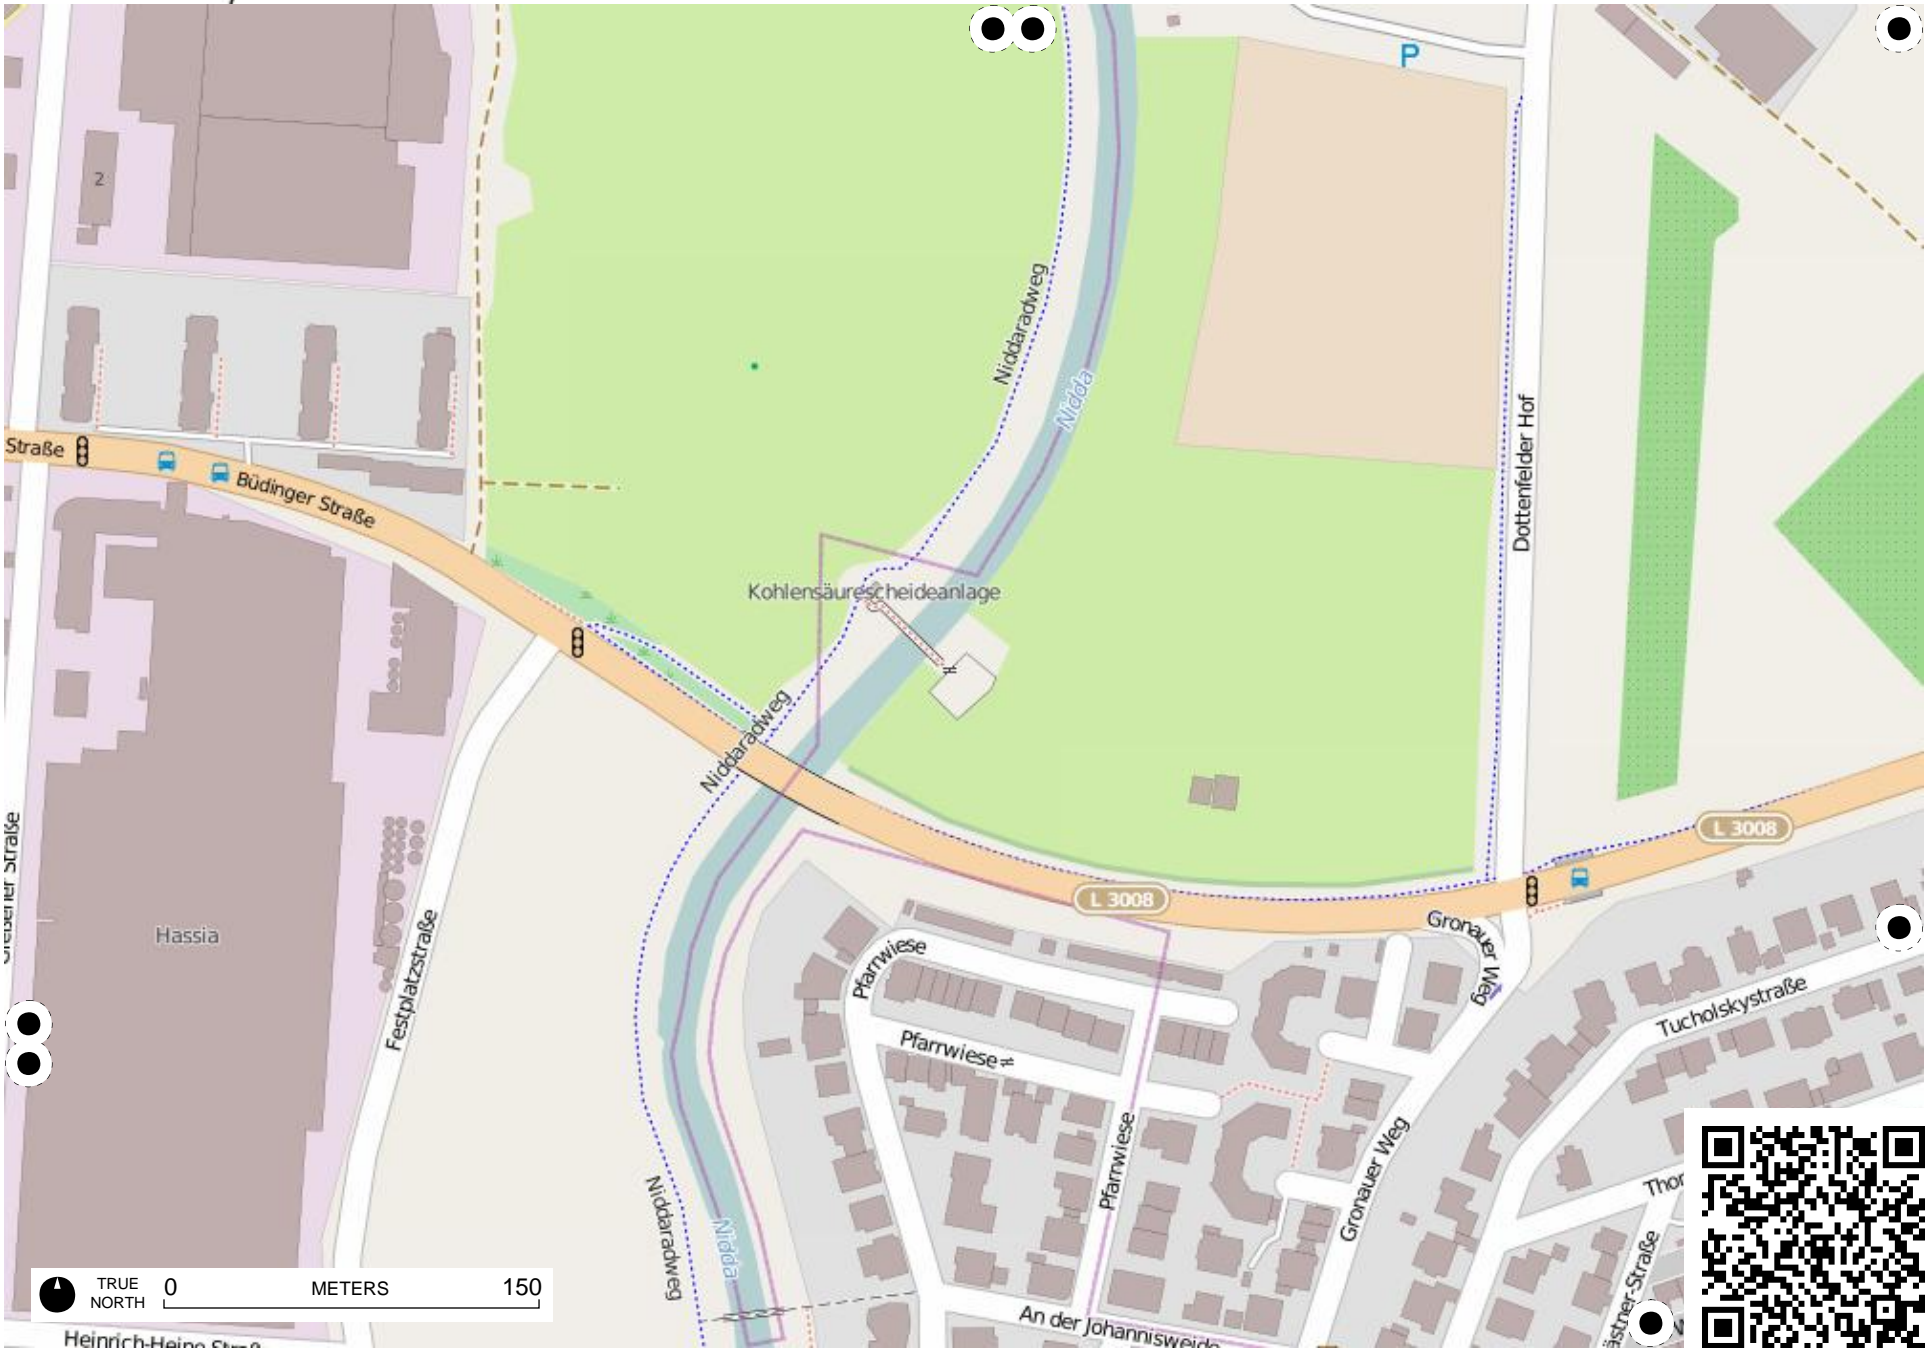 P
2
Niddaradweg
Nidda
Dottenfelder Hof
Straße
Büdinger Straße
Kohlensäurescheideanlage
Niddaradweg
L 3008
L 3008
Gronauer Weg
Hassia
Festplatzstraße
Pfarrwiese
Tucholskystraße
Pfarrwiese
Pfarrwiese
Gronauer Weg
Niddaradweg
Nidda
An der Johannisweide
TRUE NORTH
0 METERS 150